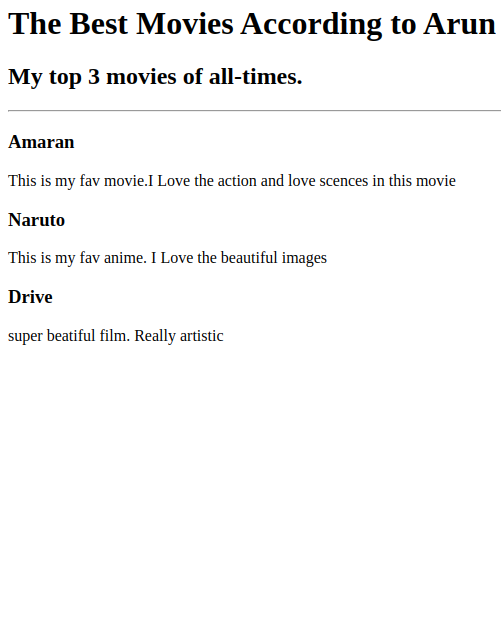 The Best Movies According to Arun
My top 3 movies of all-times.
Amaran
This is my fav movie.I Love the action and love scences in this movie
Naruto
This is my fav anime. I Love the beautiful images
Drive
super beatiful film. Really artistic